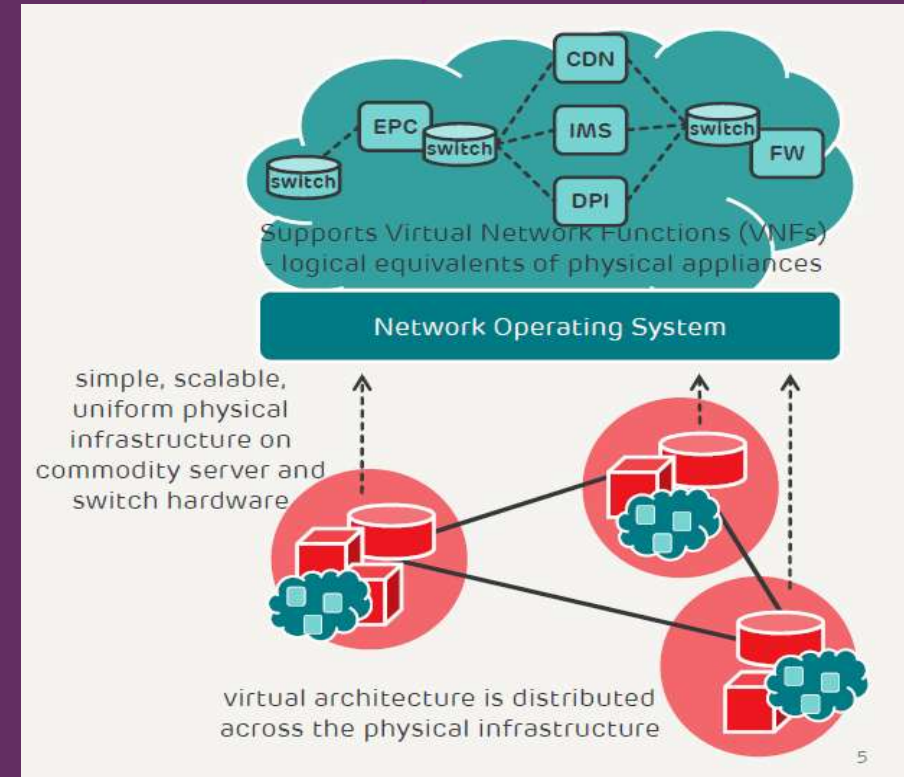 CDN
EPC
switch
IMS
switch
FW
switch
DPI
Supports Virtual Network Functions (VNFs)
- logical equivalents of physical appliances
Network Operating System
simple, scalable,
uniform physical
infrastructure on
commodity server and
switch hardware
virtual architecture is distributed
across the physical infrastructure
5